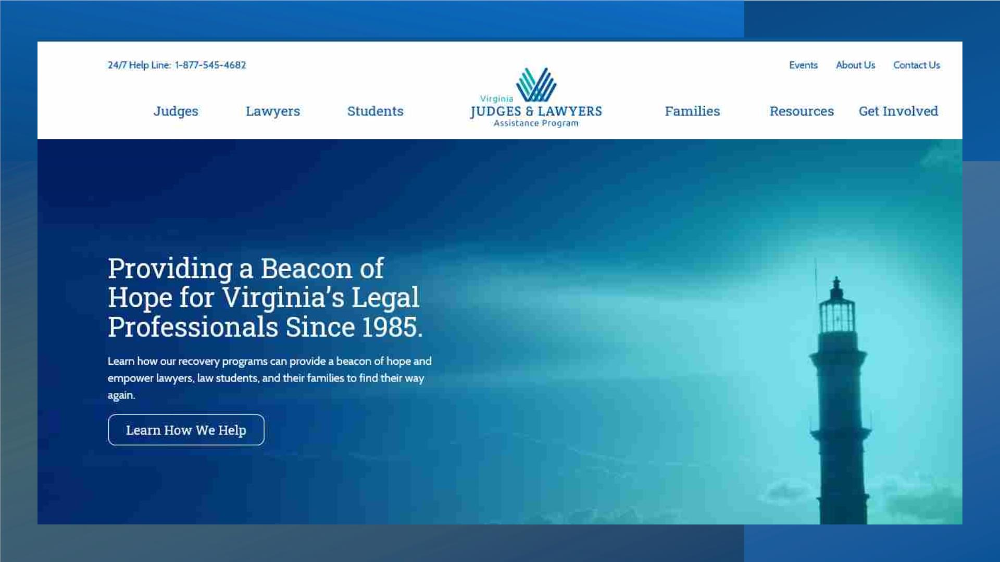 24/7 Help Line: 1-877-545-4682
Events About Us Contact Us
Judges Lawyers Students
Virginia
JUDGES & LAWYERS
Assistance Program
Families Resources Get Involved
Providing a Beacon of
Hope for Virginia’s Legal
Professionals Since 1985.
Learn how our recovery programs can provide a beacon of hope and
empower lawyers, law students, and their families to find their way
again.
Learn How We Help